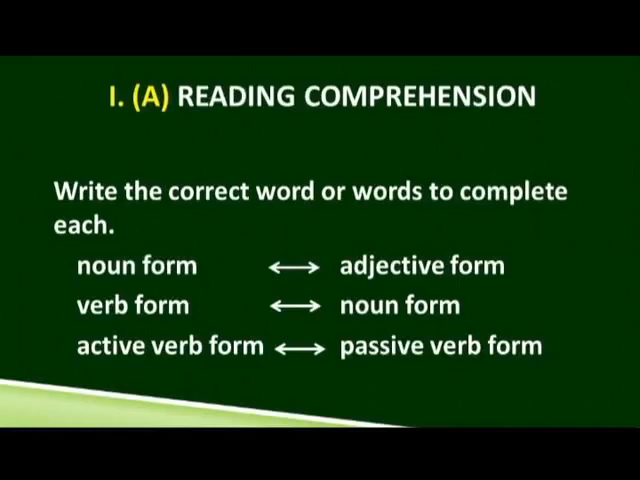 I. (A) READING COMPREHENSION
Write the correct word or words to complete
each.
noun form ⟷ adjective form
verb form ⟷ noun form
active verb form ⟷ passive verb form